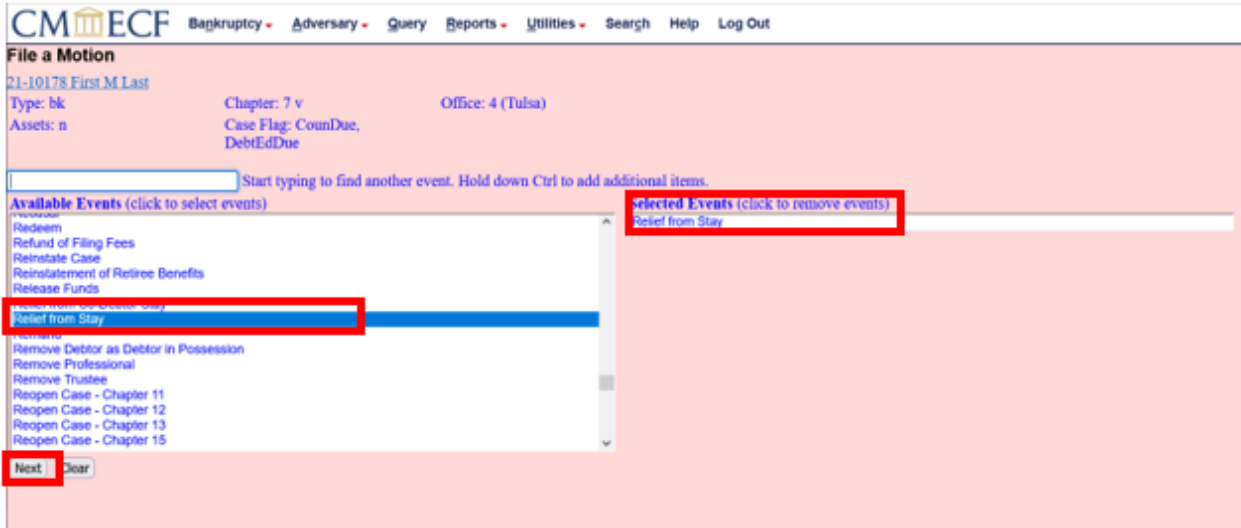 CM ECF Bankruptcy Adversary Query Reports Utilities Search Help Log Out
File a Motion
21-10178 First M Last
Type: bk Chapter: 7 v Office: 4 (Tulsa)
Assets: n Case Flag: CounDue,
DebtEdDue
Start typing to find another event. Hold down Ctrl to add additional items.
Available Events (click to select events)
Redeem
Refund of Filing Fees
Reinstate Case
Reinstatement of Retiree Benefits
Release Funds
Relief from Co-Debtor Stay
Relief from Stay
Remand
Remove Debtor as Debtor in Possession
Remove Professional
Remove Trustee
Reopen Case - Chapter 11
Reopen Case - Chapter 12
Reopen Case - Chapter 13
Reopen Case - Chapter 15
Selected Events (click to remove events)
Relief from Stay
Next Clear